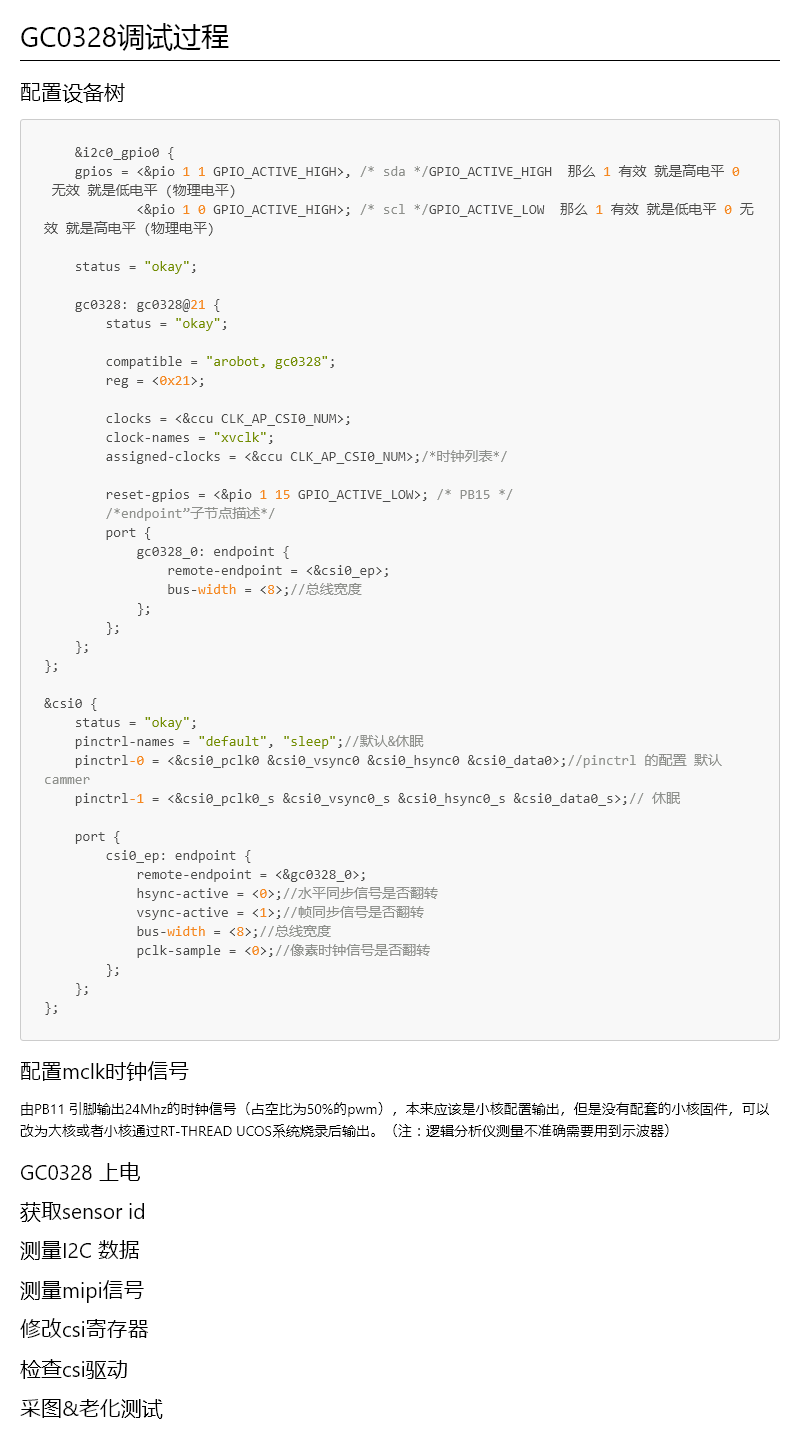 GC0328调试过程
配置设备树
&i2c0_gpio0 {
gpios = <&pio 1 1 GPIO_ACTIVE_HIGH>, /* sda */GPIO_ACTIVE_HIGH  那么 1 有效 就是高电平 0
无效 就是低电平 (物理电平)
<&pio 1 0 GPIO_ACTIVE_HIGH>; /* scl */GPIO_ACTIVE_LOW  那么 1 有效 就是低电平 0 无
效 就是高电平 (物理电平)
status = "okay";
gc0328: gc0328@21 {
status = "okay";
compatible = "arobot, gc0328";
reg = <0x21>;
clocks = <&ccu CLK_AP_CSI0_NUM>;
clock-names = "xvclk";
assigned-clocks = <&ccu CLK_AP_CSI0_NUM>;/*时钟列表*/
reset-gpios = <&pio 1 15 GPIO_ACTIVE_LOW>; /* PB15 */
/*endpoint”子节点描述*/
port {
gc0328_0: endpoint {
remote-endpoint = <&csi0_ep>;
bus-width = <8>;//总线宽度
};
};
};
};
&csi0 {
status = "okay";
pinctrl-names = "default", "sleep";//默认&休眠
pinctrl-0 = <&csi0_pclk0 &csi0_vsync0 &csi0_hsync0 &csi0_data0>;//pinctrl 的配置 默认
cammer
pinctrl-1 = <&csi0_pclk0_s &csi0_vsync0_s &csi0_hsync0_s &csi0_data0_s>;// 休眠
port {
csi0_ep: endpoint {
remote-endpoint = <&gc0328_0>;
hsync-active = <0>;//水平同步信号是否翻转
vsync-active = <1>;//帧同步信号是否翻转
bus-width = <8>;//总线宽度
pclk-sample = <0>;//像素时钟信号是否翻转
};
};
};
配置mclk时钟信号
由PB11 引脚输出24Mhz的时钟信号（占空比为50%的pwm），本来应该是小核配置输出，但是没有配套的小核固件，可以
改为大核或者小核通过RT-THREAD UCOS系统烧录后输出。（注：逻辑分析仪测量不准确需要用到示波器）
GC0328 上电
获取sensor id
测量I2C 数据
测量mipi信号
修改csi寄存器
检查csi驱动
采图&老化测试